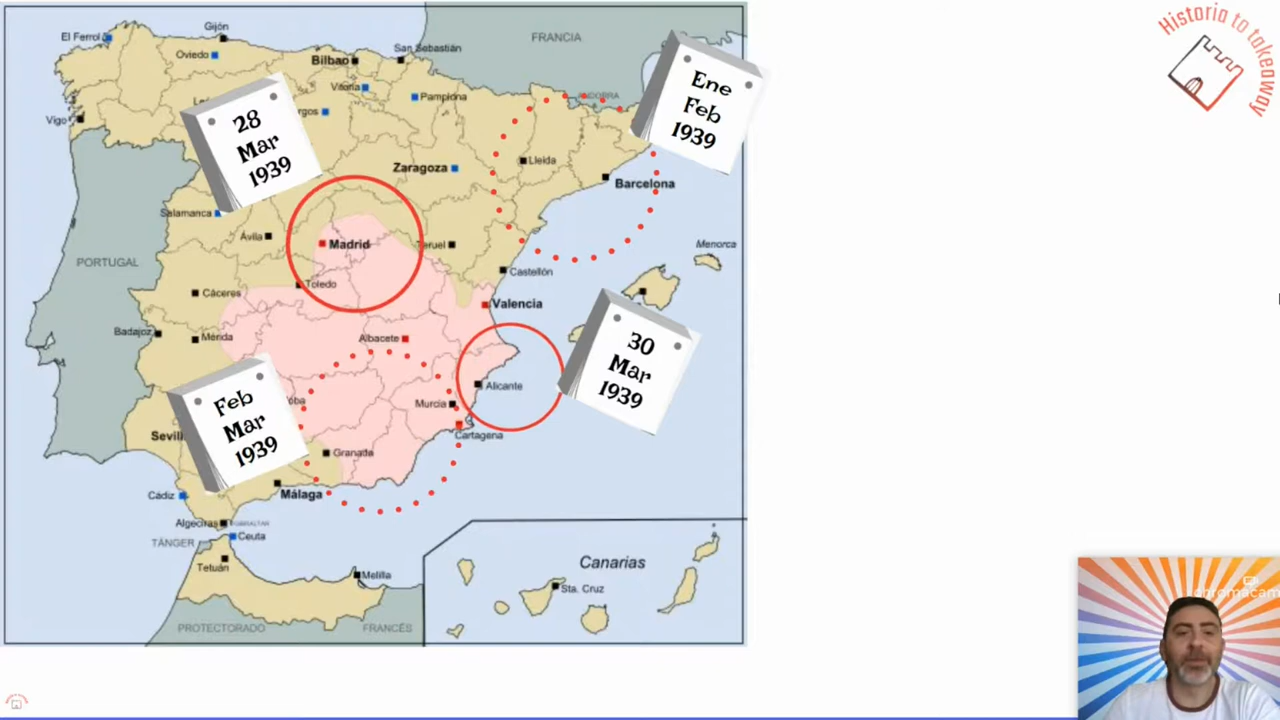 Historia to takeaway
FRANCIA
Gijón
El Ferrol
Oviedo
San Sebastián
Bilbao
Vitoria
Pamplona
ANDORRA
Vigo
Ene
Feb
1939
28
Mar
1939
Zaragoza
Lleida
Barcelona
Salamanca
Ávila
Madrid
Teruel
Menorca
PORTUGAL
Toledo
Castellón
Cáceres
Valencia
Badajoz
Mérida
Albacete
30
Mar
1939
Alicante
Murcia
Feb
Mar
1939
Cartagena
Granada
Cádiz
Málaga
Algeciras
GIBRALTAR
TÁNGER
Ceuta
Tetuán
Melilla
Canarias
Sta. Cruz
PROTECTORADO
FRANCÉS